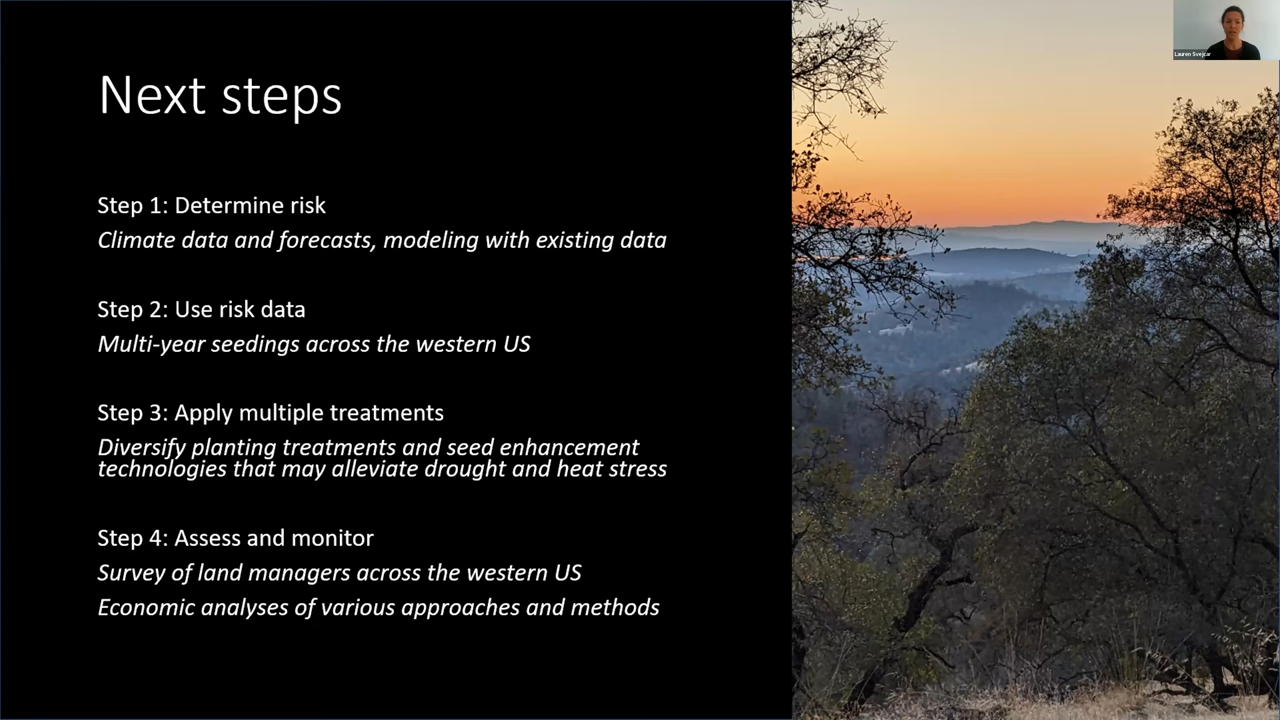 Next steps
Step 1: Determine risk
Climate data and forecasts, modeling with existing data
Step 2: Use risk data
Multi-year seedings across the western US
Step 3: Apply multiple treatments
Diversify planting treatments and seed enhancement
technologies that may alleviate drought and heat stress
Step 4: Assess and monitor
Survey of land managers across the western US
Economic analyses of various approaches and methods
Lauren Svejcar